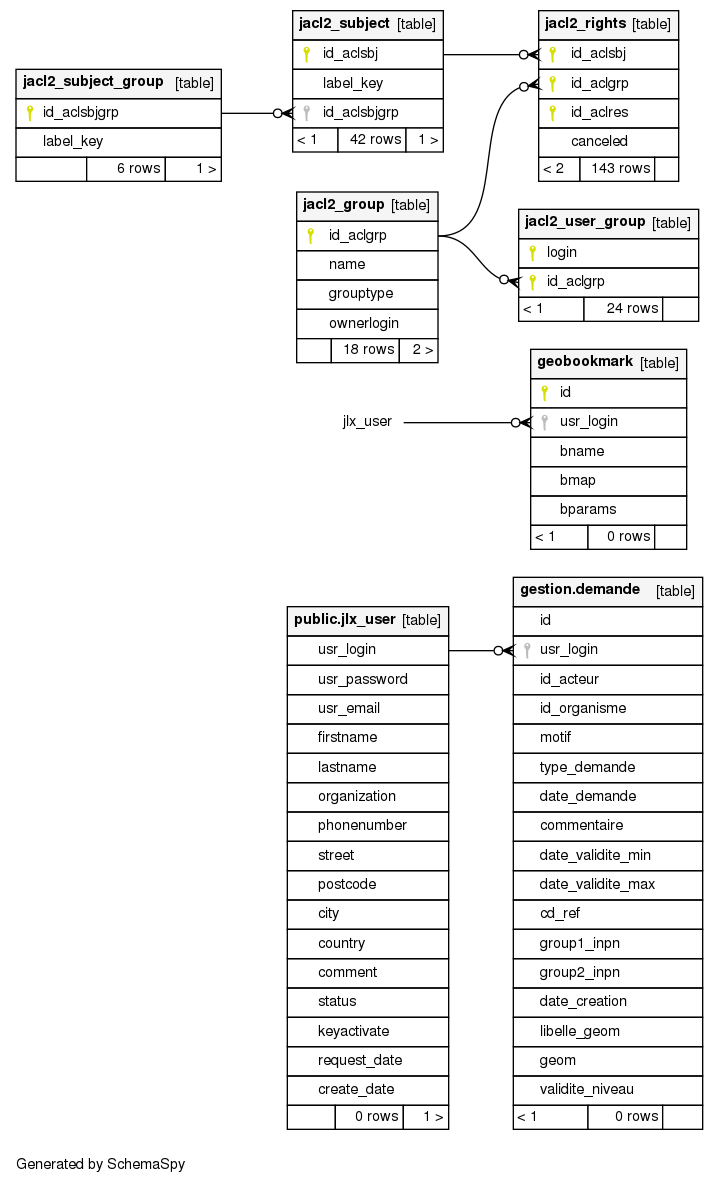 jacl2_subject_group [table]
id_aclsbjgrp
label_key
6 rows 1 >
jacl2_subject [table]
id_aclsbj
label_key
id_aclsbjgrp
< 1 42 rows 1 >
jacl2_rights [table]
id_aclsbj
id_aclgrp
id_aclres
canceled
< 2 143 rows
jacl2_group [table]
id_aclgrp
name
grouptype
ownerlogin
18 rows 2 >
jacl2_user_group [table]
login
id_aclgrp
< 1 24 rows
jlx_user
geobookmark [table]
id
usr_login
bname
bmap
bparams
< 1 0 rows
public.jlx_user [table]
usr_login
usr_password
usr_email
firstname
lastname
organization
phonenumber
street
postcode
city
country
comment
status
keyactivate
request_date
create_date
0 rows 1 >
gestion.demande [table]
id
usr_login
id_acteur
id_organisme
motif
type_demande
date_demande
commentaire
date_validite_min
date_validite_max
cd_ref
group1_inpn
group2_inpn
date_creation
libelle_geom
geom
validite_niveau
< 1 0 rows
Generated by SchemaSpy